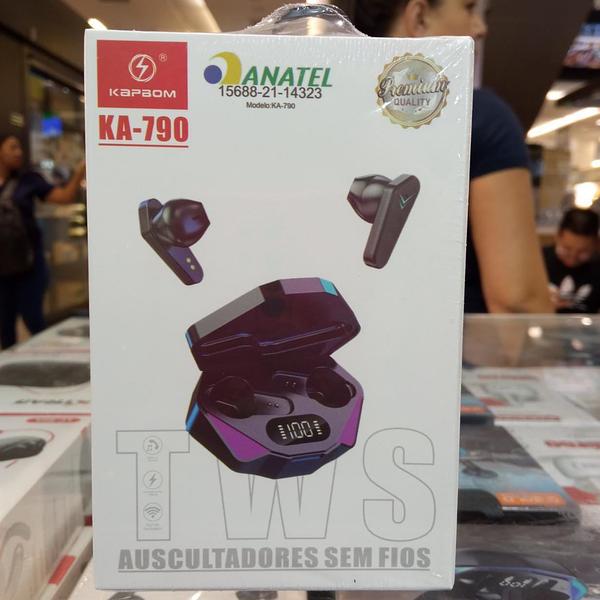 KAPBOM
KA-790
ANATEL
15688-21-14323
Modelo:KA-790
Premium
QUALITY
100
TWS
AUSCULTADORES SEM FIOS